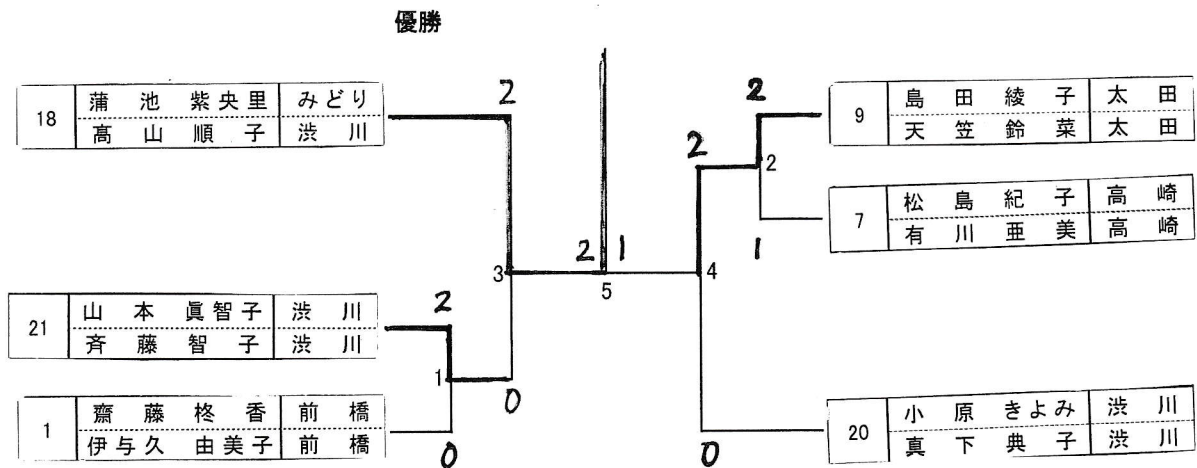 優勝
18 蒲池 紫央里 みどり
髙山 順子 渋川
2
21 山本 眞智子 渋川
斉藤 智子 渋川
2
1 齋藤 柊香 前橋
伊与久 由美子 前橋
0
1
0
3
2 1
5
9 島田 綾子 太田
天笠 鈴菜 太田
2
2
2
7 松島 紀子 高崎
有川 亜美 高崎
1
4
20 小原 きよみ 渋川
真下 典子 渋川
0